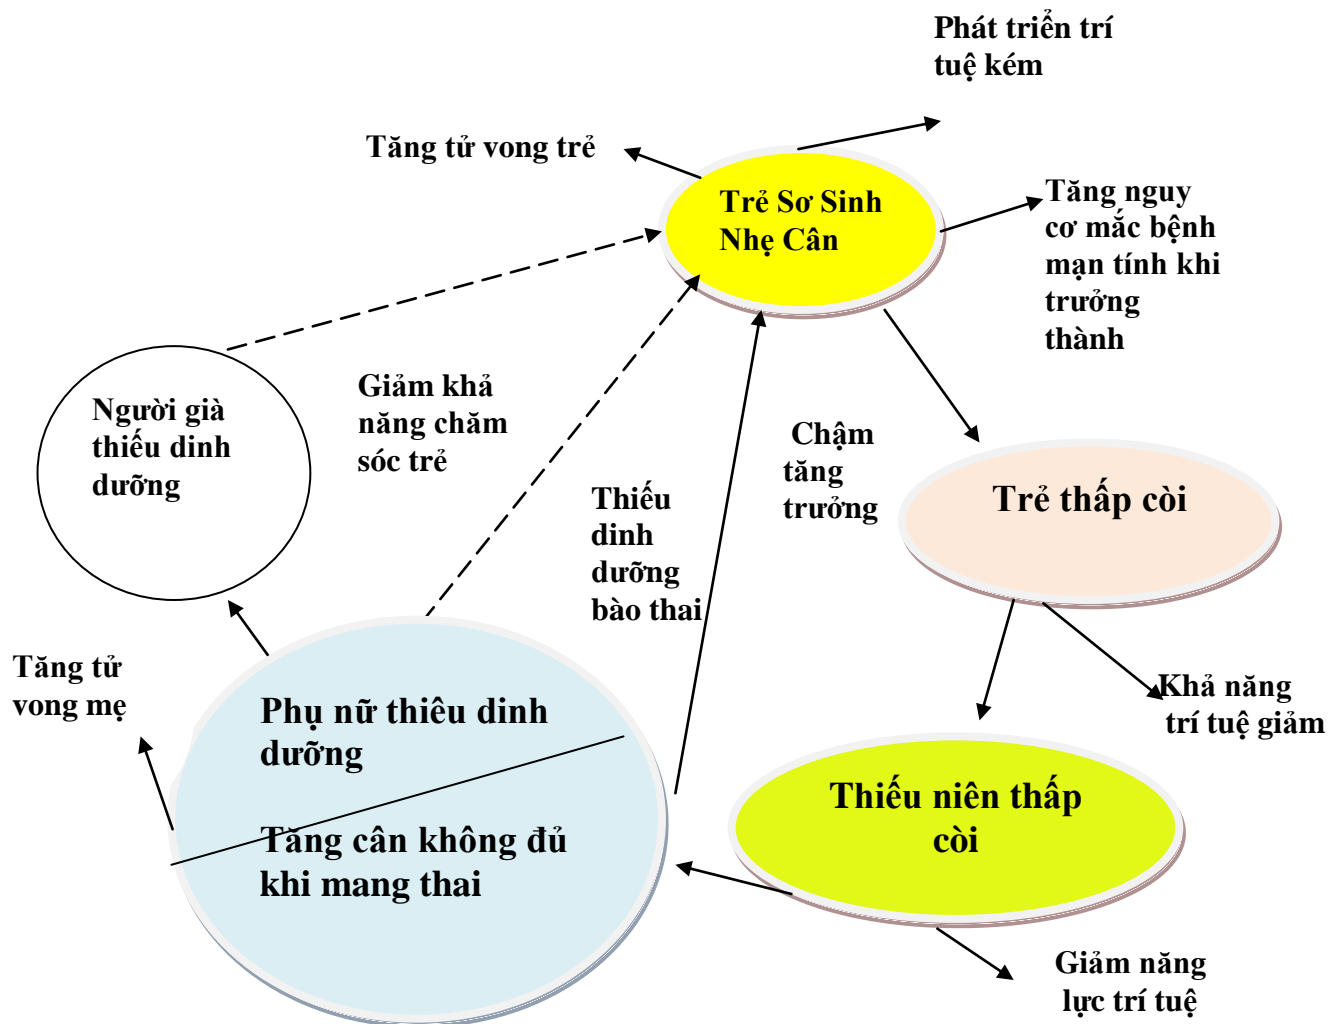 Phát triển trí
tuệ kém
Tăng tử vong trẻ
Trẻ Sơ Sinh
Nhẹ Cân
Tăng nguy
cơ mắc bệnh
mạn tính khi
trưởng
thành
Người già
thiếu dinh
dưỡng
Giảm khả
năng chăm
sóc trẻ
Chậm
tăng
trưởng
Thiếu
dinh
dưỡng
bào thai
Trẻ thấp còi
Tăng tử
vong mẹ
Phụ nữ thiêu dinh
dưỡng
Tăng cân không đủ
khi mang thai
Khả năng
trí tuệ giảm
Thiếu niên thấp
còi
Giảm năng
lực trí tuệ